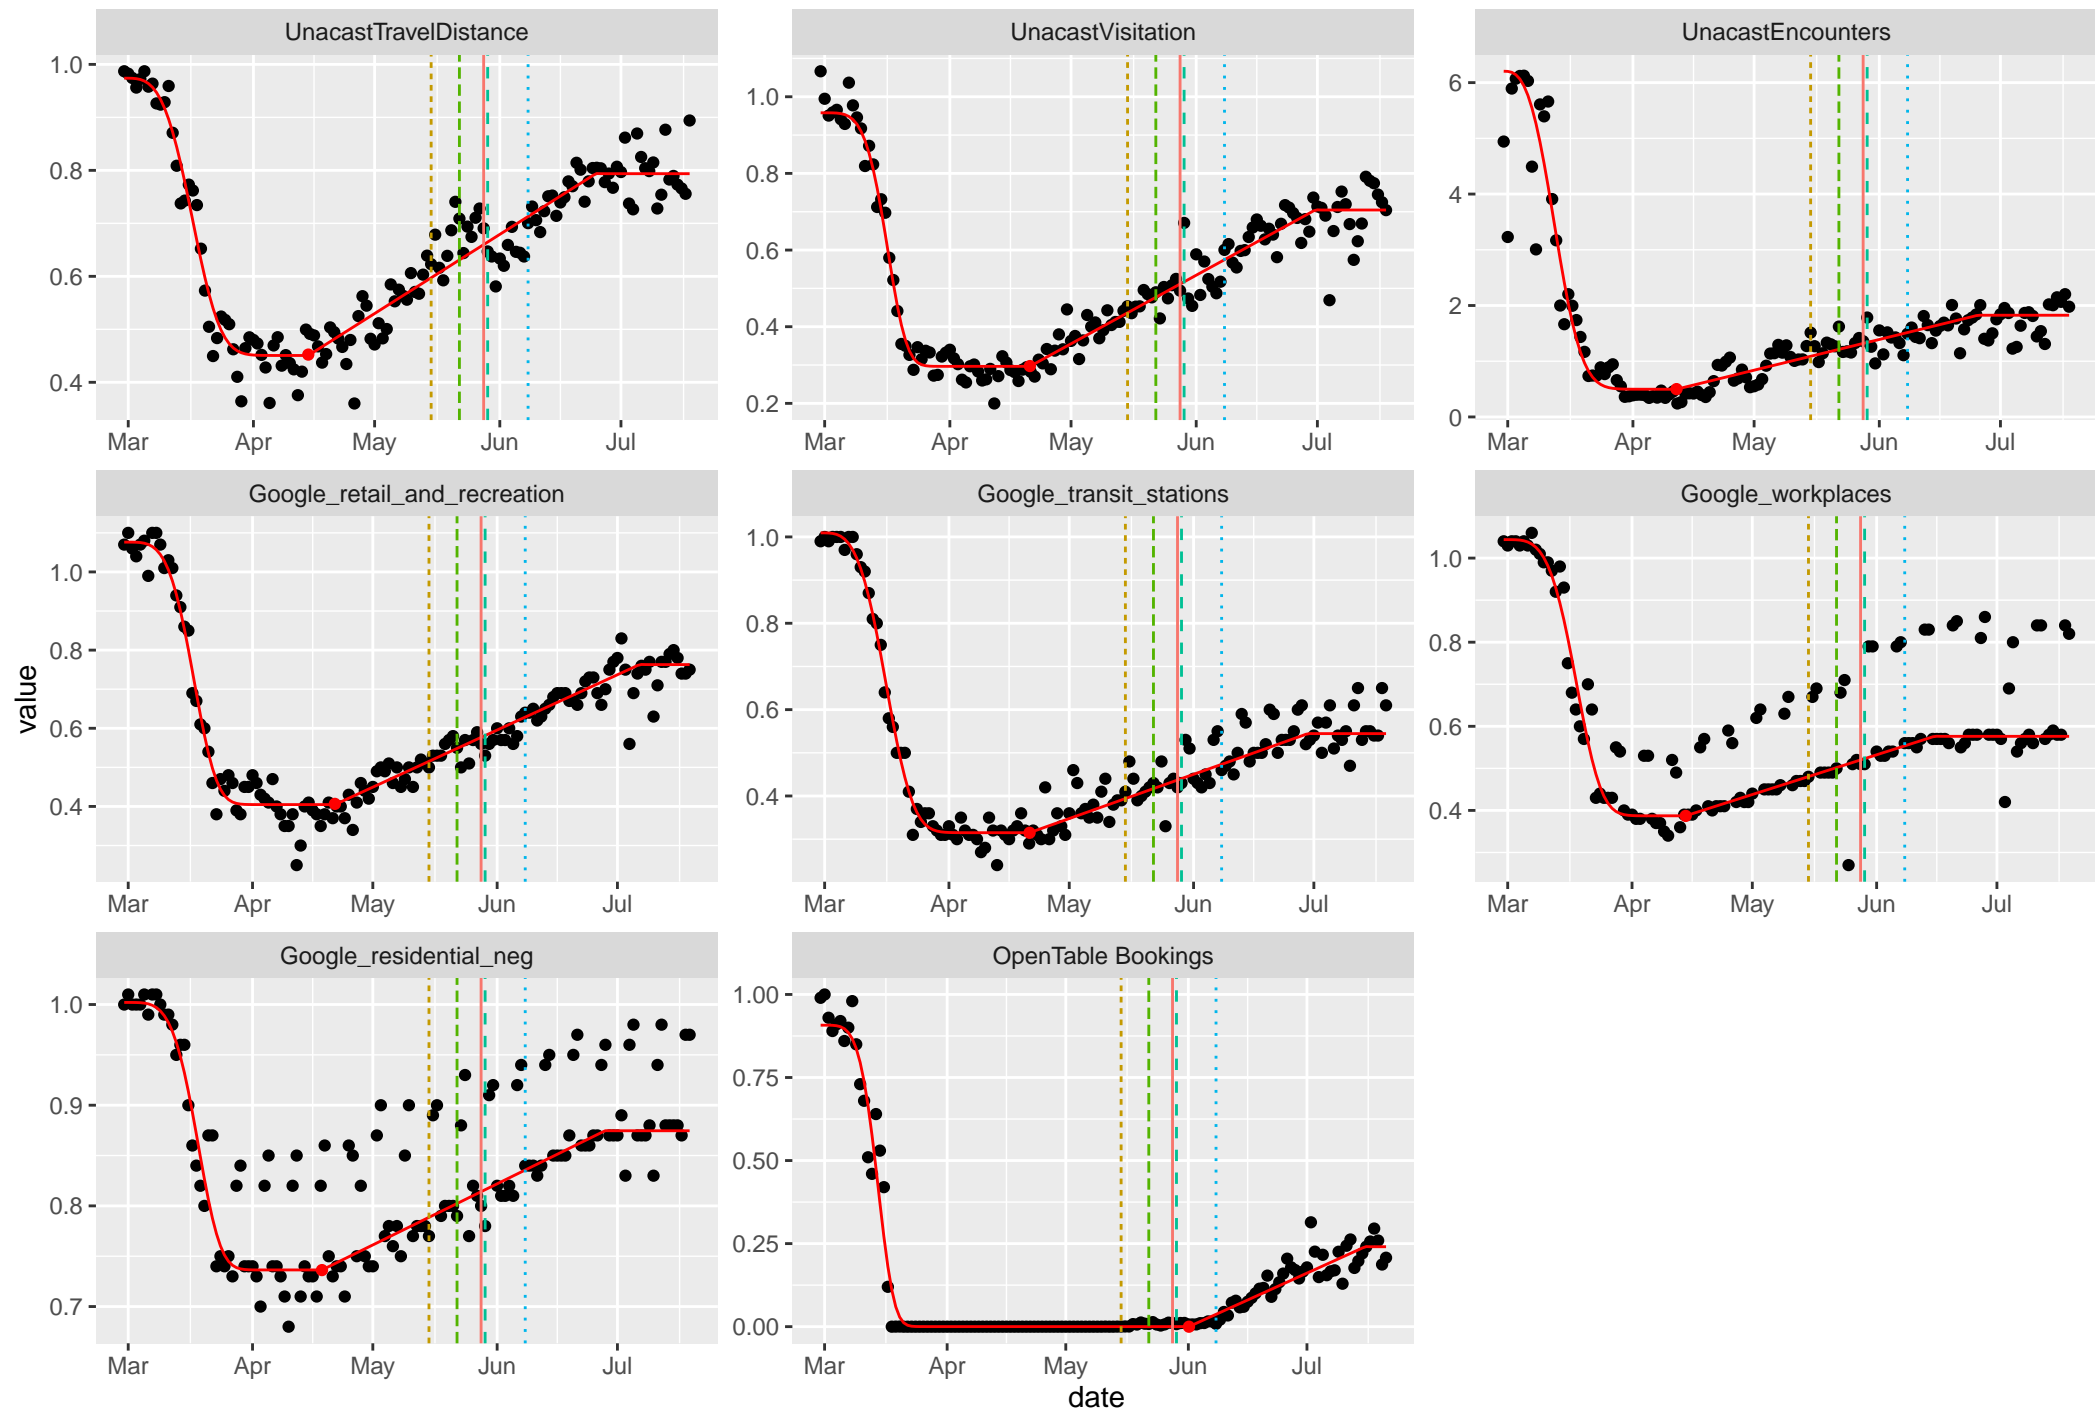 UnacastTravelDistance
UnacastVisitation
UnacastEncounters
1.0
0.8
0.6
0.4
1.0
0.8
0.6
0.4
0.2
6
4
2
0
Mar Apr May Jun Jul
Mar Apr May Jun Jul
Mar Apr May Jun Jul
Google_retail_and_recreation
Google_transit_stations
Google_workplaces
value
1.0
0.8
0.6
0.4
1.0
0.8
0.6
0.4
1.0
0.8
0.6
0.4
Mar Apr May Jun Jul
Mar Apr May Jun Jul
Mar Apr May Jun Jul
Google_residential_neg
OpenTable Bookings
1.0
0.9
0.8
0.7
1.00
0.75
0.50
0.25
0.00
Mar Apr May Jun Jul
Mar Apr May Jun Jul
date